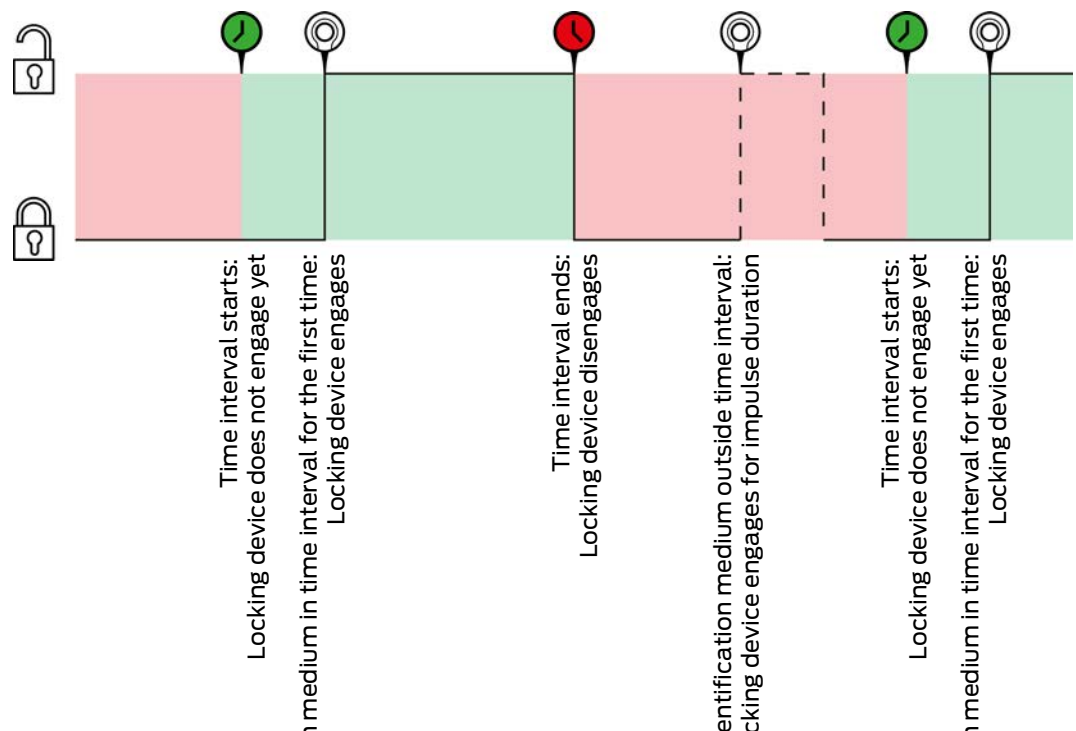 Time interval starts:
Locking device does not engage yet
medium in time interval for the first time:
Locking device engages
Time interval ends:
Locking device disengages
medium outside time interval:
device engages for impulse duration
Time interval starts:
Locking device does not engage yet
medium in time interval for the first time:
Locking device engages